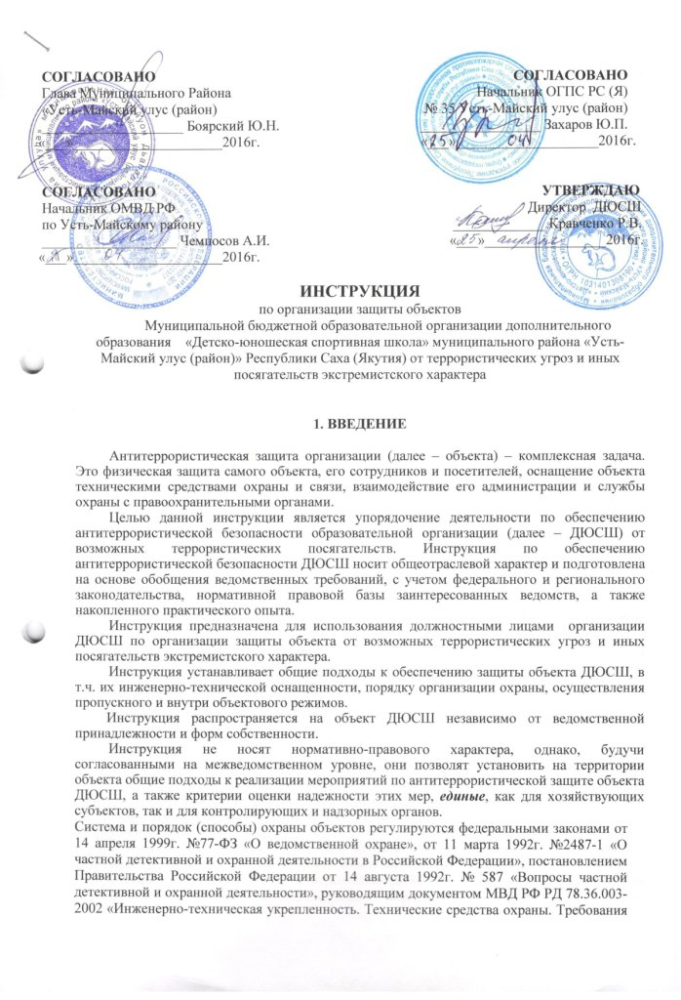 СОГЛАСОВАНО
Глава Муниципального Района
«Усть-Майский улус (район)
Боярский Ю.Н.
2016г.
СОГЛАСОВАНО
Начальник ОГПС РС (Я)
№ 35 Усть-Майский улус (район)
Захаров Ю.П.
«25» 04 2016г.
СОГЛАСОВАНО
Начальник ОМВД РФ
по Усть-Майскому району
Чемпосов А.И.
04 2016г.
УТВЕРЖДАЮ
Директор ДЮСШ
Кравченко Р.В.
«25» апреля 2016г
ИНСТРУКЦИЯ
по организации защиты объектов
Муниципальной бюджетной образовательной организации дополнительного
образования «Детско-юношеская спортивная школа» муниципального района «Усть-
Майский улус (район)» Республики Саха (Якутия) от террористических угроз и иных
посягательств экстремистского характера
1. ВВЕДЕНИЕ
Антитеррористическая защита организации (далее – объекта) – комплексная задача.
Это физическая защита самого объекта, его сотрудников и посетителей, оснащение объекта
техническими средствами охраны и связи, взаимодействие его администрации и службы
охраны с правоохранительными органами.
Целью данной инструкции является упорядочение деятельности по обеспечению
антитеррористической безопасности образовательной организации (далее – ДЮСШ) от
возможных террористических посягательств. Инструкция по обеспечению
антитеррористической безопасности ДЮСШ носит общеотраслевой характер и подготовлена
на основе обобщения ведомственных требований, с учетом федерального и регионального
законодательства, нормативной правовой базы заинтересованных ведомств, а также
накопленного практического опыта.
Инструкция предназначена для использования должностными лицами организации
ДЮСШ по организации защиты объекта от возможных террористических угроз и иных
посягательств экстремистского характера.
Инструкция устанавливает общие подходы к обеспечению защиты объекта ДЮСШ, в
т.ч. их инженерно-технической оснащенности, порядку организации охраны, осуществления
пропускного и внутри объектового режимов.
Инструкция распространяется на объект ДЮСШ независимо от ведомственной
принадлежности и форм собственности.
Инструкция не носят нормативно-правового характера, однако, будучи
согласованными на межведомственном уровне, они позволят установить на территории
объекта общие подходы к реализации мероприятий по антитеррористической защите объекта
ДЮСШ, а также критерии оценки надежности этих мер, единые, как для хозяйствующих
субъектов, так и для контролирующих и надзорных органов.
Система и порядок (способы) охраны объектов регулируются федеральными законами от
14 апреля 1999г. №77-ФЗ «О ведомственной охране», от 11 марта 1992г. №2487-1 «О
частной детективной и охранной деятельности в Российской Федерации», постановлением
Правительства Российской Федерации от 14 августа 1992г. № 587 «Вопросы частной
детективной и охранной деятельности», руководящим документом МВД РФ РД 78.36.003-
2002 «Инженерно-техническая укрепленность. Технические средства охраны. Требования